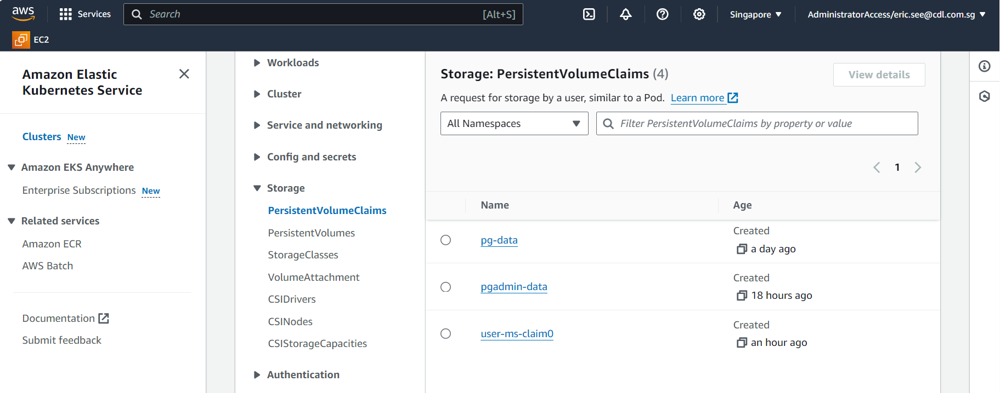 aws
Services
Search
[Alt+S]
Singapore
AdministratorAccess/eric.see@cdl.com.sg
EC2
Amazon Elastic
Kubernetes Service
Clusters New
Amazon EKS Anywhere
Enterprise Subscriptions New
Related services
Amazon ECR
AWS Batch
Documentation
Submit feedback
Workloads
Cluster
Service and networking
Config and secrets
Storage
PersistentVolumeClaims
PersistentVolumes
StorageClasses
VolumeAttachment
CSIDrivers
CSINodes
CSIStorageCapacities
Authentication
Storage: PersistentVolumeClaims (4)
View details
A request for storage by a user, similar to a Pod. Learn more
All Namespaces
Filter PersistentVolumeClaims by property or value
1
Name
Age
pg-data
Created
a day ago
pgadmin-data
Created
18 hours ago
user-ms-claim0
Created
an hour ago